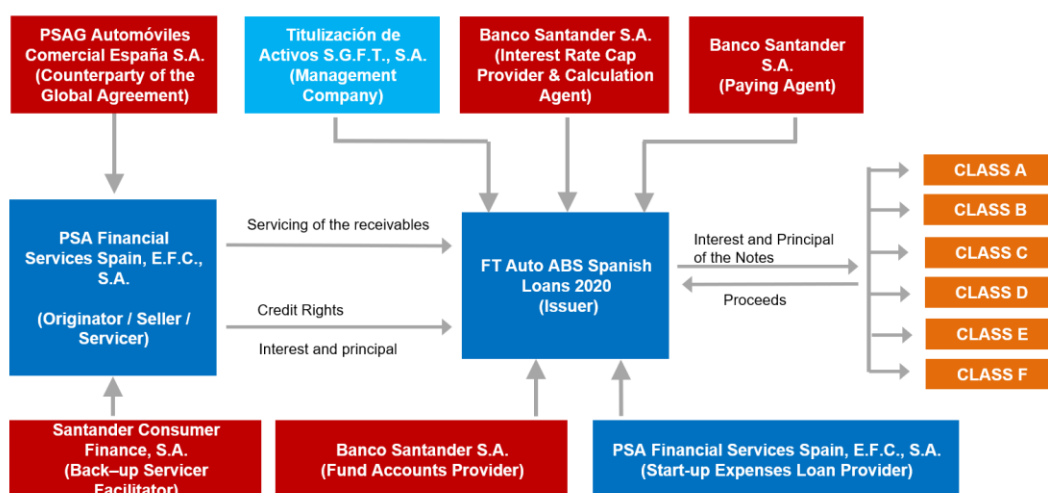 PSAG Automóviles
Comercial España S.A.
(Counterparty of the
Global Agreement)
Titulización de
Activos S.G.F.T., S.A.
(Management
Company)
Banco Santander S.A.
(Interest Rate Cap
Provider & Calculation
Agent)
Banco Santander
S.A.
(Paying Agent)
PSA Financial
Services Spain, E.F.C.,
S.A.
(Originator / Seller /
Servicer)
Servicing of the receivables
Credit Rights
Interest and principal
FT Auto ABS Spanish
Loans 2020
(Issuer)
Interest and Principal
of the Notes
Proceeds
CLASS A
CLASS B
CLASS C
CLASS D
CLASS E
CLASS F
Santander Consumer
Finance, S.A.
(Back–up Servicer
Facilitator)
Banco Santander S.A.
(Fund Accounts Provider)
PSA Financial Services Spain, E.F.C., S.A.
(Start-up Expenses Loan Provider)